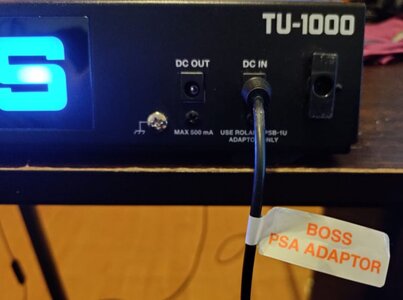 TU-1000
S
DC OUT
DC IN
MAX 500 mA
USE ROLAND PSB-1U
ADAPTOR ONLY
BOSS
PSA ADAPTOR